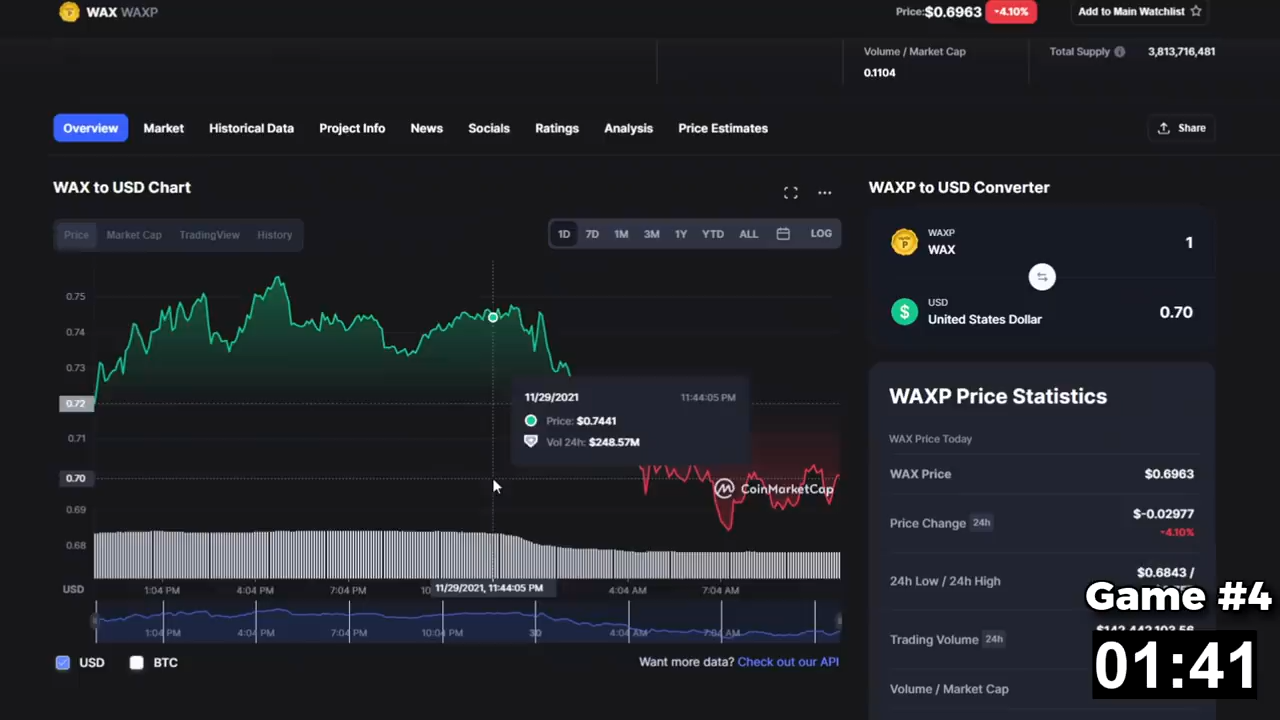 WAX WAXP
Price: $0.6963 -4.10%
Add to Main Watchlist
Volume / Market Cap
0.1104
Total Supply 3,813,716,481
Overview Market Historical Data Project Info News Socials Ratings Analysis Price Estimates
Share
WAX to USD Chart
Price Market Cap TradingView History
1D 7D 1M 3M 1Y YTD ALL LOG
0.75
0.74
0.73
0.72
0.71
0.70
0.69
0.68
11/29/2021 11:44:05 PM
Price: $0.7441
Vol 24h: $248.57M
CoinMarketCap
USD
1:04 PM 4:04 PM 7:04 PM 11/29/2021, 11:44:05 PM 4:04 AM 7:04 AM
1:04 PM 4:04 PM 7:04 PM 10:04 PM 30 4:04 AM 7:04 AM
USD BTC
Want more data? Check out our API
WAXP to USD Converter
WAXP
WAX
1
USD
United States Dollar
0.70
WAXP Price Statistics
WAX Price Today
WAX Price $0.6963
Price Change 24h $-0.02977
-4.10%
24h Low / 24h High $0.6843 /
Trading Volume 24h
Volume / Market Cap
Game #4
01:41